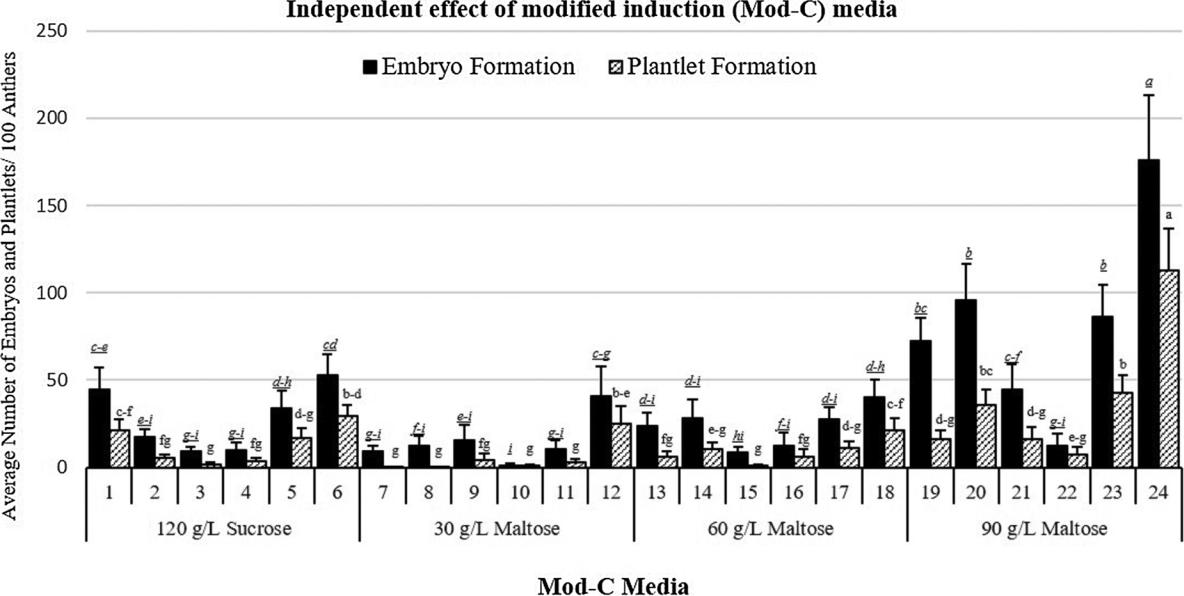 Independent effect of modified induction (Mod-C) media
Average Number of Embryos and Plantlets/ 100 Anthers
Embryo Formation Plantlet Formation
250
200
150
100
50
0
c-e c-f e-i fg g-i g g-i fg d-h d-g cd b-d
g-i g f-i g e-i fg i g g-i g c-g b-e
d-i fg d-i e-g hi g f-i fg d-i d-g d-h c-f
bc d-g b bc c-f d-g g-i e-g b b a a
1 2 3 4 5 6 7 8 9 10 11 12 13 14 15 16 17 18 19 20 21 22 23 24
120 g/L Sucrose 30 g/L Maltose 60 g/L Maltose 90 g/L Maltose
Mod-C Media